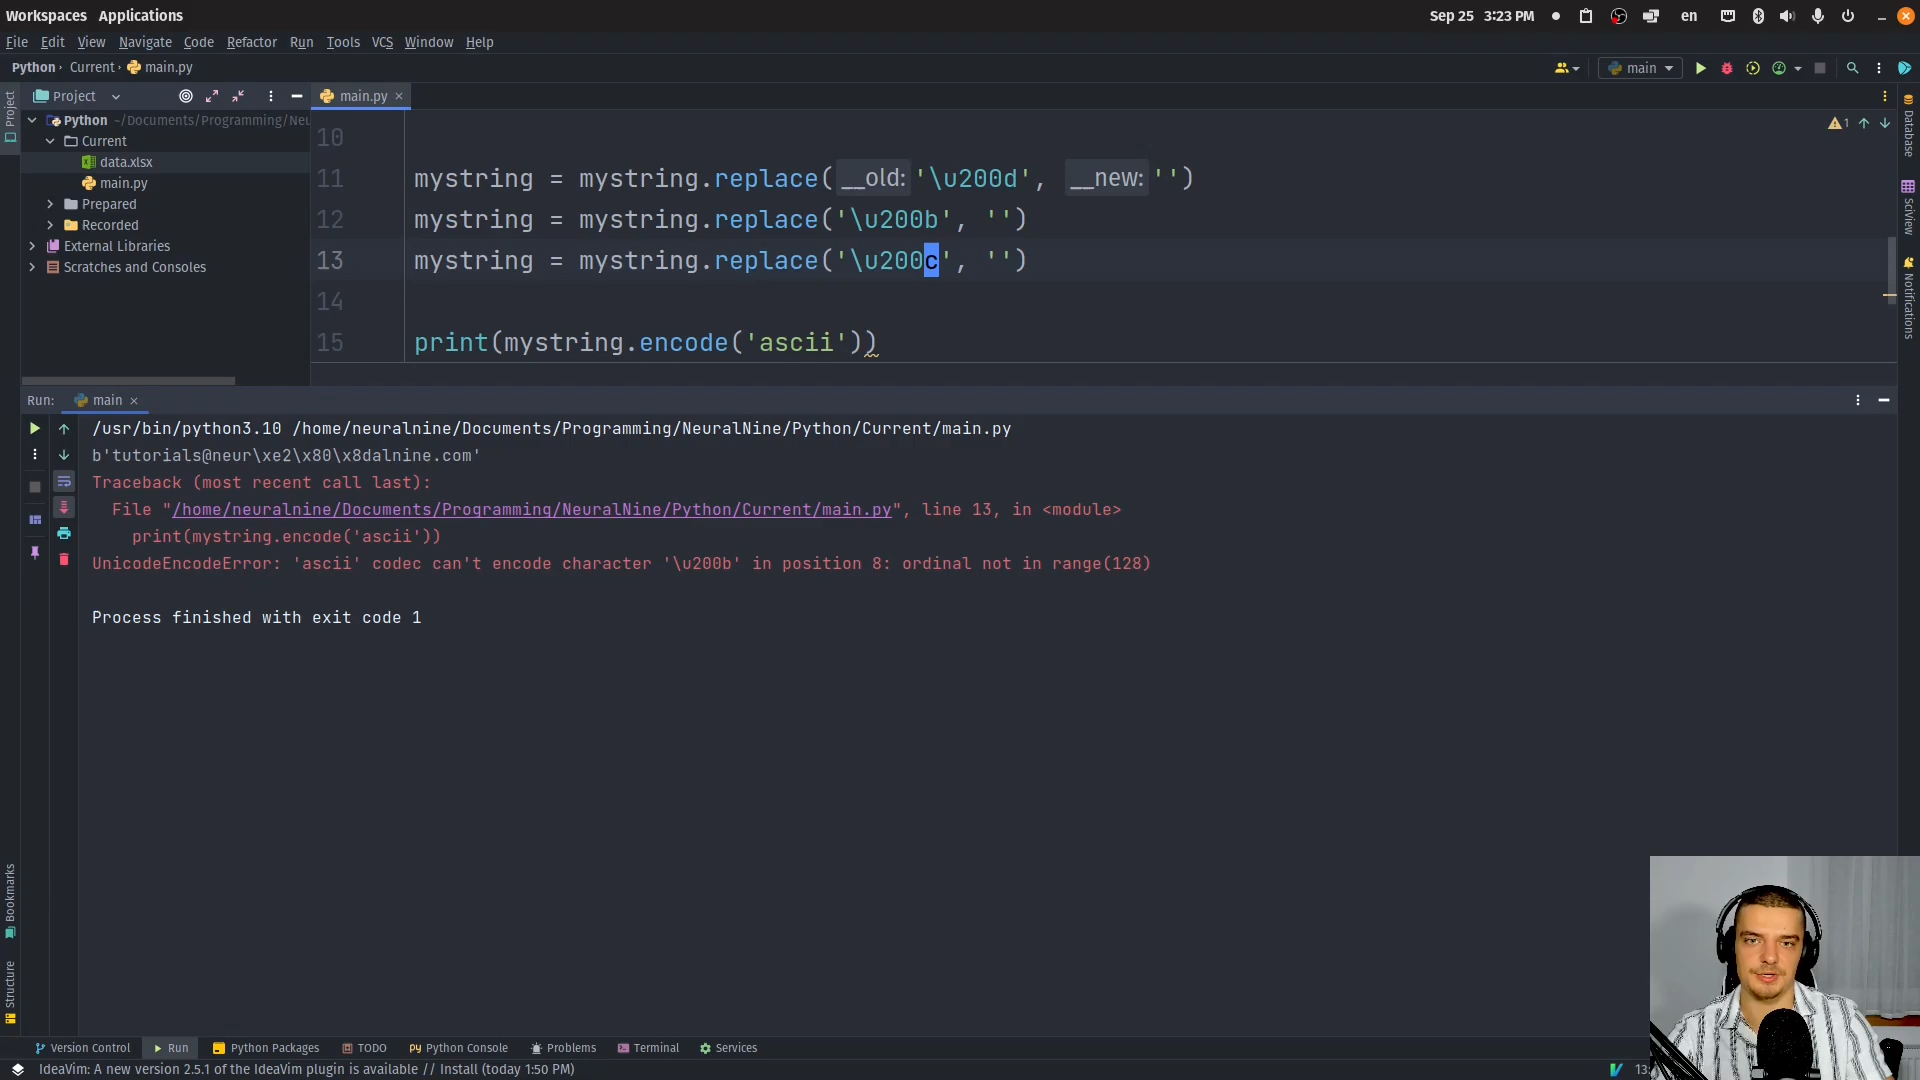 Workspaces Applications
Sep 25 3:23 PM
en
File Edit View Navigate Code Refactor Run Tools VCS Window Help
Python › Current › main.py
main
Project
main.py
Python ~/Documents/Programming/Neu
Current
data.xlsx
main.py
Prepared
Recorded
External Libraries
Scratches and Consoles
Project
Bookmarks
Structure
1
10
11 mystring = mystring.replace( __old: '\u200d', __new: '')
12 mystring = mystring.replace('\u200b', '')
13 mystring = mystring.replace('\u200c', '')
14
15 print(mystring.encode('ascii'))
Database
SciView
Notifications
Run: main
/usr/bin/python3.10 /home/neuralnine/Documents/Programming/NeuralNine/Python/Current/main.py
b'tutorials@neur\xe2\x80\x8dalnine.com'
Traceback (most recent call last):
File "/home/neuralnine/Documents/Programming/NeuralNine/Python/Current/main.py", line 13, in <module>
print(mystring.encode('ascii'))
UnicodeEncodeError: 'ascii' codec can't encode character '\u200b' in position 8: ordinal not in range(128)
Process finished with exit code 1
Version Control Run Python Packages TODO Python Console Problems Terminal Services
IdeaVim: A new version 2.5.1 of the IdeaVim plugin is available // Install (today 1:50 PM)